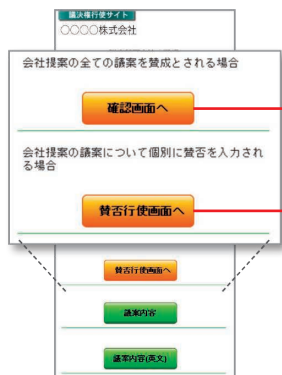 議決権行使サイト
〇〇〇〇株式会社
会社提案の全ての議案を賛成とされる場合
確認画面へ
会社提案の議案について個別に賛否を入力され
る場合
賛否行使画面へ
賛否行使画面へ
議案内容
議案内容(英文)